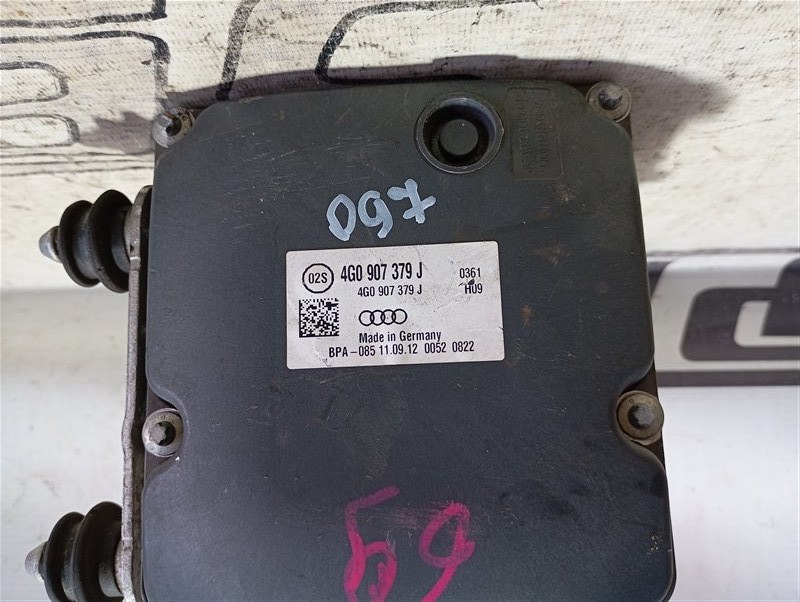 097
02S 4G0 907 379 J 0361
4G0 907 379 J H09
Made in Germany
BPA-085 11.09.12 0052 0822
59